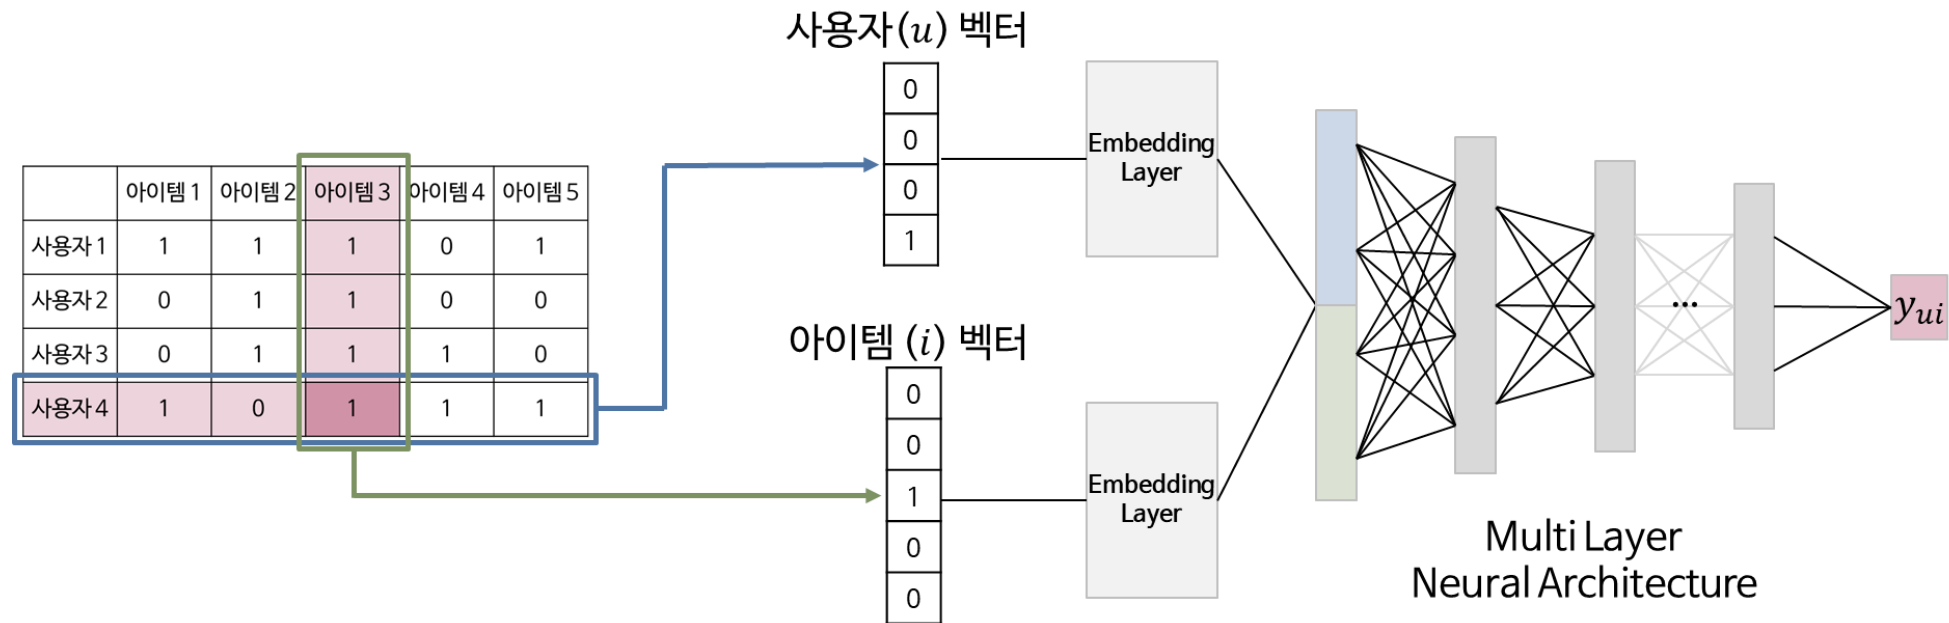 사용자(u) 벡터
0
0
0
1
아이템 1 아이템 2 아이템 3 아이템 4 아이템 5
사용자 1 1 1 1 0 1
사용자 2 0 1 1 0 0
사용자 3 0 1 1 1 0
사용자 4 1 0 1 1 1
아이템 (i) 벡터
0
0
1
0
0
Embedding
Layer
Embedding
Layer
...
y_{ui}
Multi Layer
Neural Architecture